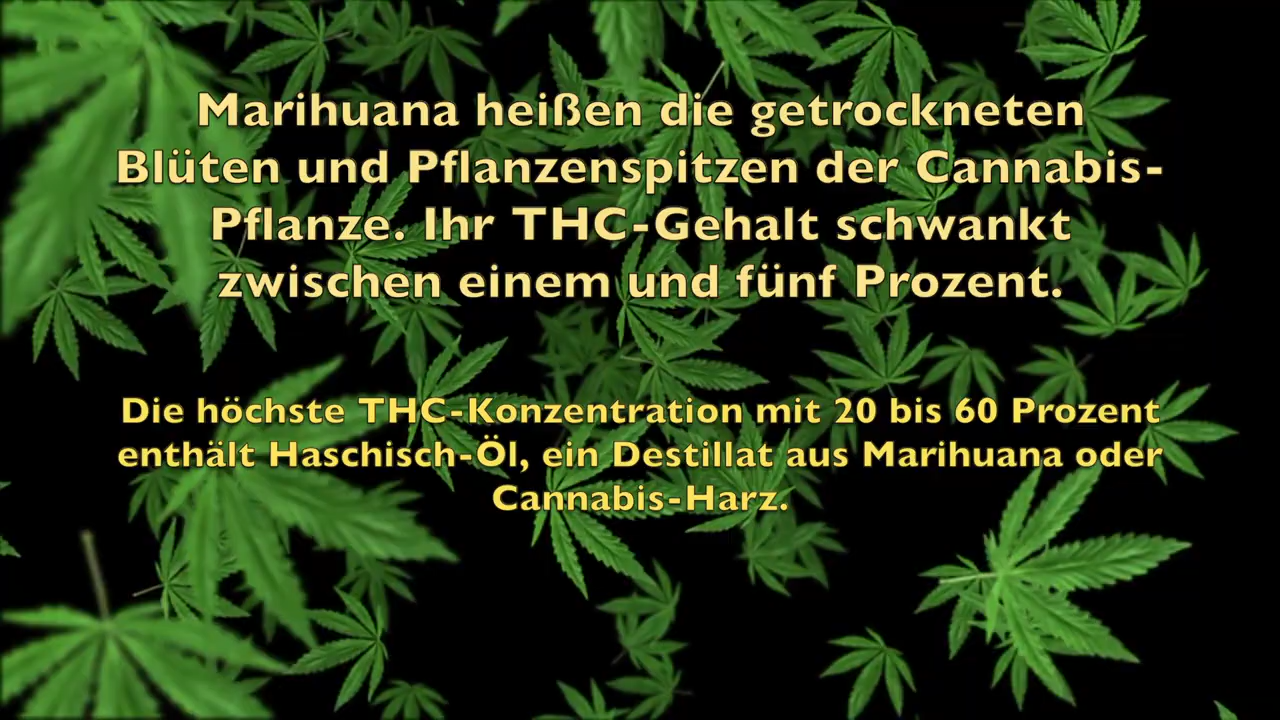 Marihuana heißen die getrockneten
Blüten und Pflanzenspitzen der Cannabis-
Pflanze. Ihr THC-Gehalt schwankt
zwischen einem und fünf Prozent.
Die höchste THC-Konzentration mit 20 bis 60 Prozent
enthält Haschisch-Öl, ein Destillat aus Marihuana oder
Cannabis-Harz.